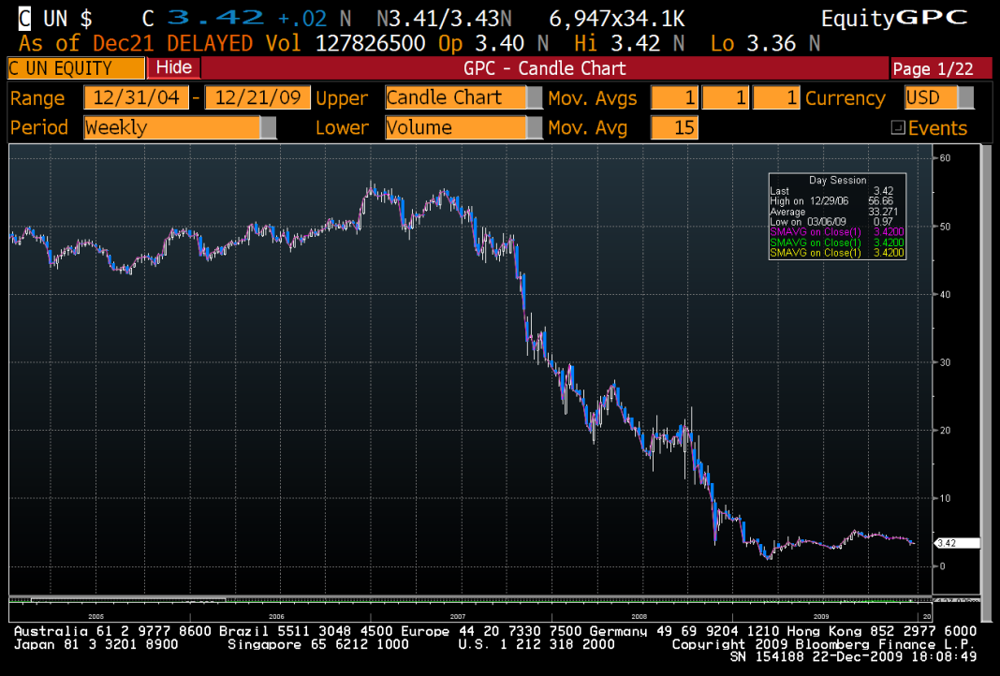 C UN $ C 3.42 +.02 N N3.41/3.43N 6,947x34.1K EquityGPC
As of Dec21 DELAYED Vol 127826500 Op 3.40 N Hi 3.42 N Lo 3.36 N
C UN EQUITY Hide GPC - Candle Chart Page 1/22
Range 12/31/04 - 12/21/09 Upper Candle Chart Mov. Avgs 1 1 1 Currency USD
Period Weekly Lower Volume Mov. Avg 15 Events
60
Day Session
Last 3.42
High on 12/29/06 56.66
Average 33.271
Low on 03/06/09 0.97
SMAVG on Close(1) 3.4200
SMAVG on Close(1) 3.4200
SMAVG on Close(1) 3.4200
50
40
30
20
10
3.42
0
2005 2006 2007 2008 2009 20
Australia 61 2 9777 8600 Brazil 5511 3048 4500 Europe 44 20 7330 7500 Germany 49 69 9204 1210 Hong Kong 852 2977 6000
Japan 81 3 3201 8900 Singapore 65 6212 1000 U.S. 1 212 318 2000 Copyright 2009 Bloomberg Finance L.P.
SN 154188 22-Dec-2009 18:08:49